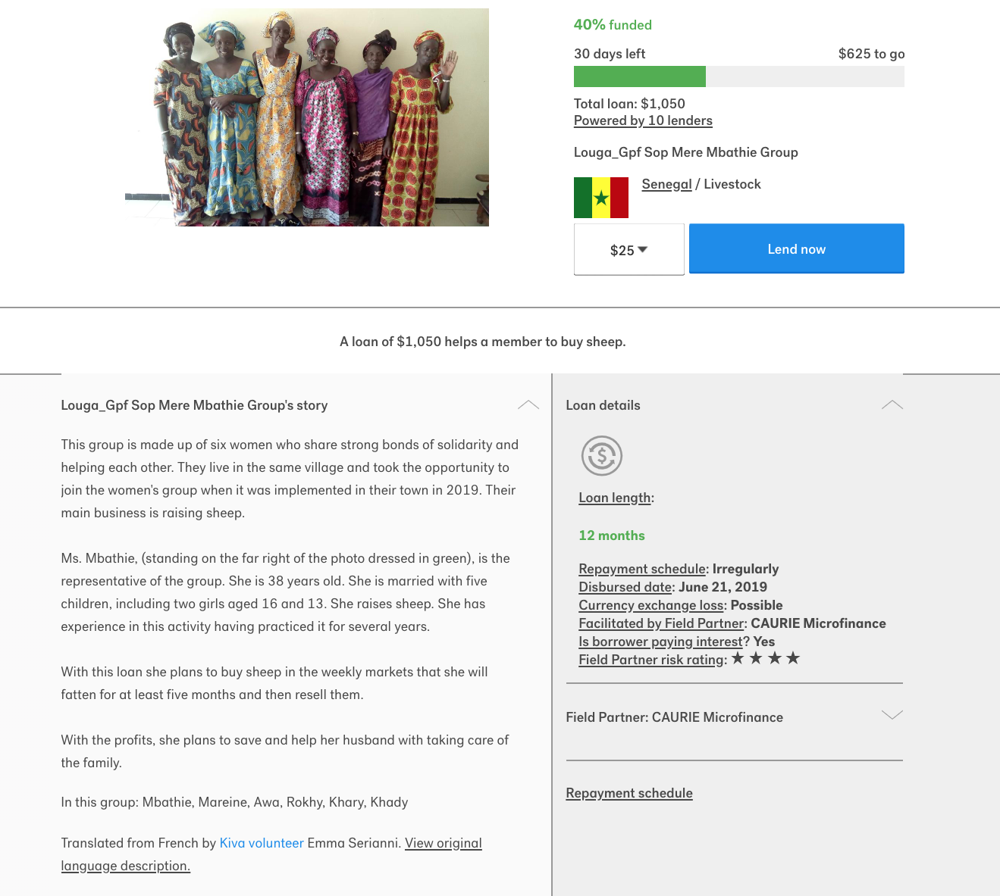 40% funded
30 days left
$625 to go
Total loan: $1,050
Powered by 10 lenders
Louga_Gpf Sop Mere Mbathie Group
Senegal / Livestock
$25
Lend now
A loan of $1,050 helps a member to buy sheep.
Louga_Gpf Sop Mere Mbathie Group's story
This group is made up of six women who share strong bonds of solidarity and
helping each other. They live in the same village and took the opportunity to
join the women's group when it was implemented in their town in 2019. Their
main business is raising sheep.
Ms. Mbathie, (standing on the far right of the photo dressed in green), is the
representative of the group. She is 38 years old. She is married with five
children, including two girls aged 16 and 13. She raises sheep. She has
experience in this activity having practiced it for several years.
With this loan she plans to buy sheep in the weekly markets that she will
fatten for at least five months and then resell them.
With the profits, she plans to save and help her husband with taking care of
the family.
In this group: Mbathie, Mareine, Awa, Rokhy, Khary, Khady
Translated from French by Kiva volunteer Emma Serianni. View original
language description.
Loan details
$
Loan length:
12 months
Repayment schedule: Irregularly
Disbursed date: June 21, 2019
Currency exchange loss: Possible
Facilitated by Field Partner: CAURIE Microfinance
Is borrower paying interest? Yes
Field Partner risk rating: ★ ★ ★ ★
Field Partner: CAURIE Microfinance
Repayment schedule